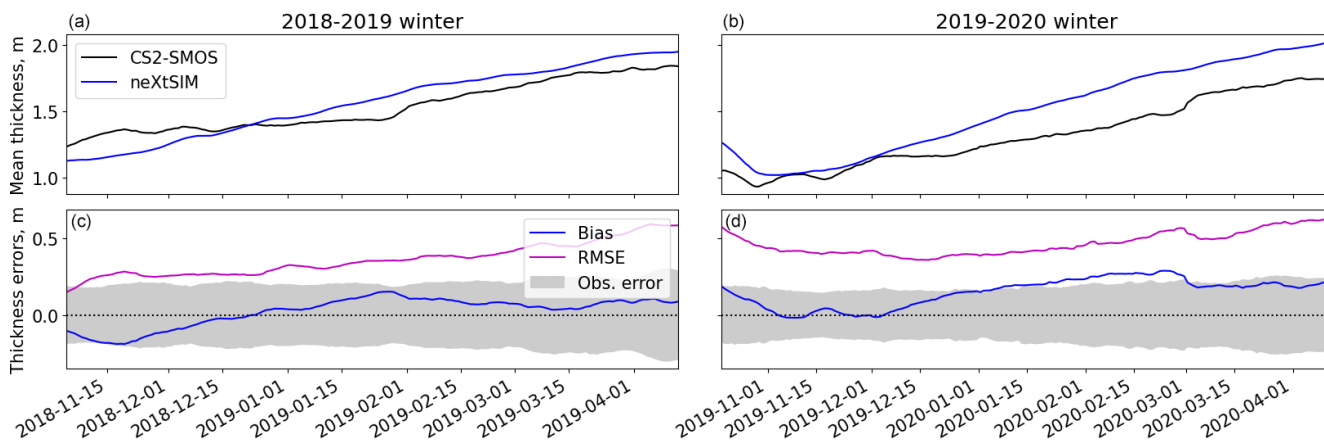 (a)
2018-2019 winter
(b)
2019-2020 winter
Mean thickness, m
2.0
1.5
1.0
CS2-SMOS
neXtSIM
(c)
(d)
Thickness errors, m
0.5
0.0
Bias
RMSE
Obs. error
2018-11-15
2018-12-01
2018-12-15
2019-01-01
2019-01-15
2019-02-01
2019-02-15
2019-03-01
2019-03-15
2019-04-01
2019-11-01
2019-11-15
2019-12-01
2019-12-15
2020-01-01
2020-01-15
2020-02-01
2020-02-15
2020-03-01
2020-03-15
2020-04-01